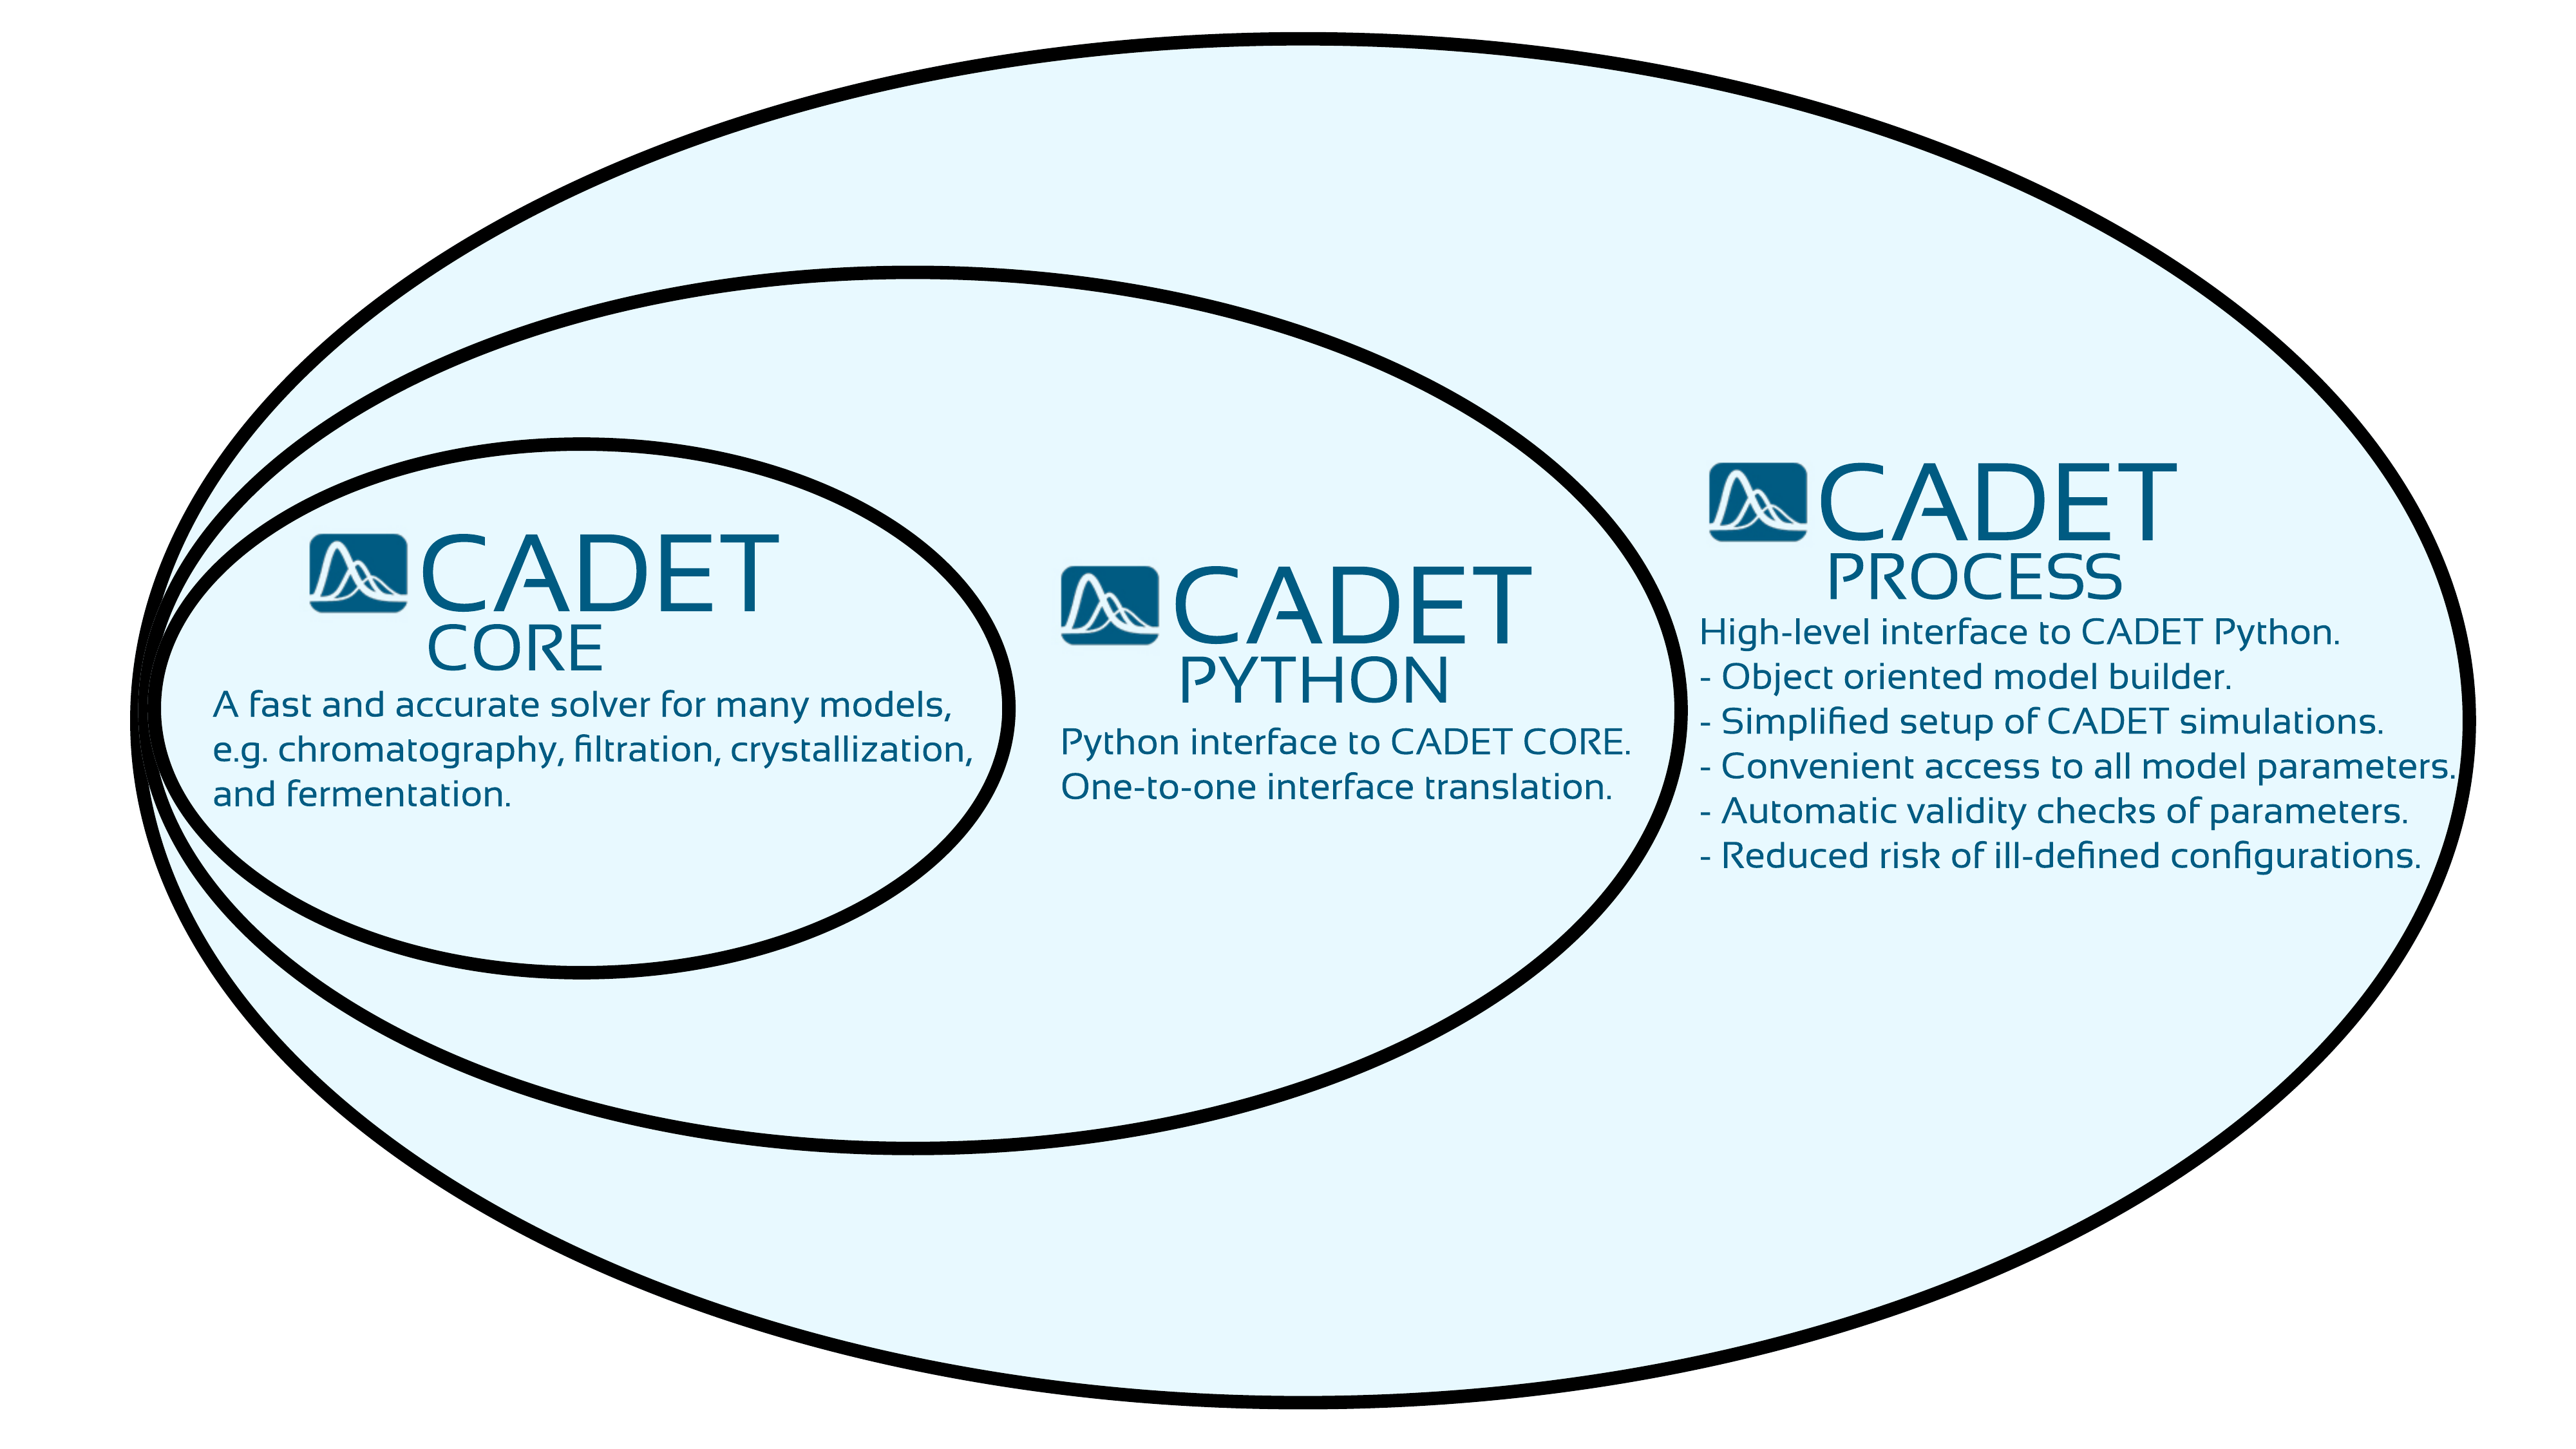 CADET
CORE
A fast and accurate solver for many models,
e.g. chromatography, filtration, crystallization,
and fermentation.
CADET
PYTHON
Python interface to CADET CORE.
One-to-one interface translation.
CADET
PROCESS
High-level interface to CADET Python.
- Object oriented model builder.
- Simplified setup of CADET simulations.
- Convenient access to all model parameters.
- Automatic validity checks of parameters.
- Reduced risk of ill-defined configurations.